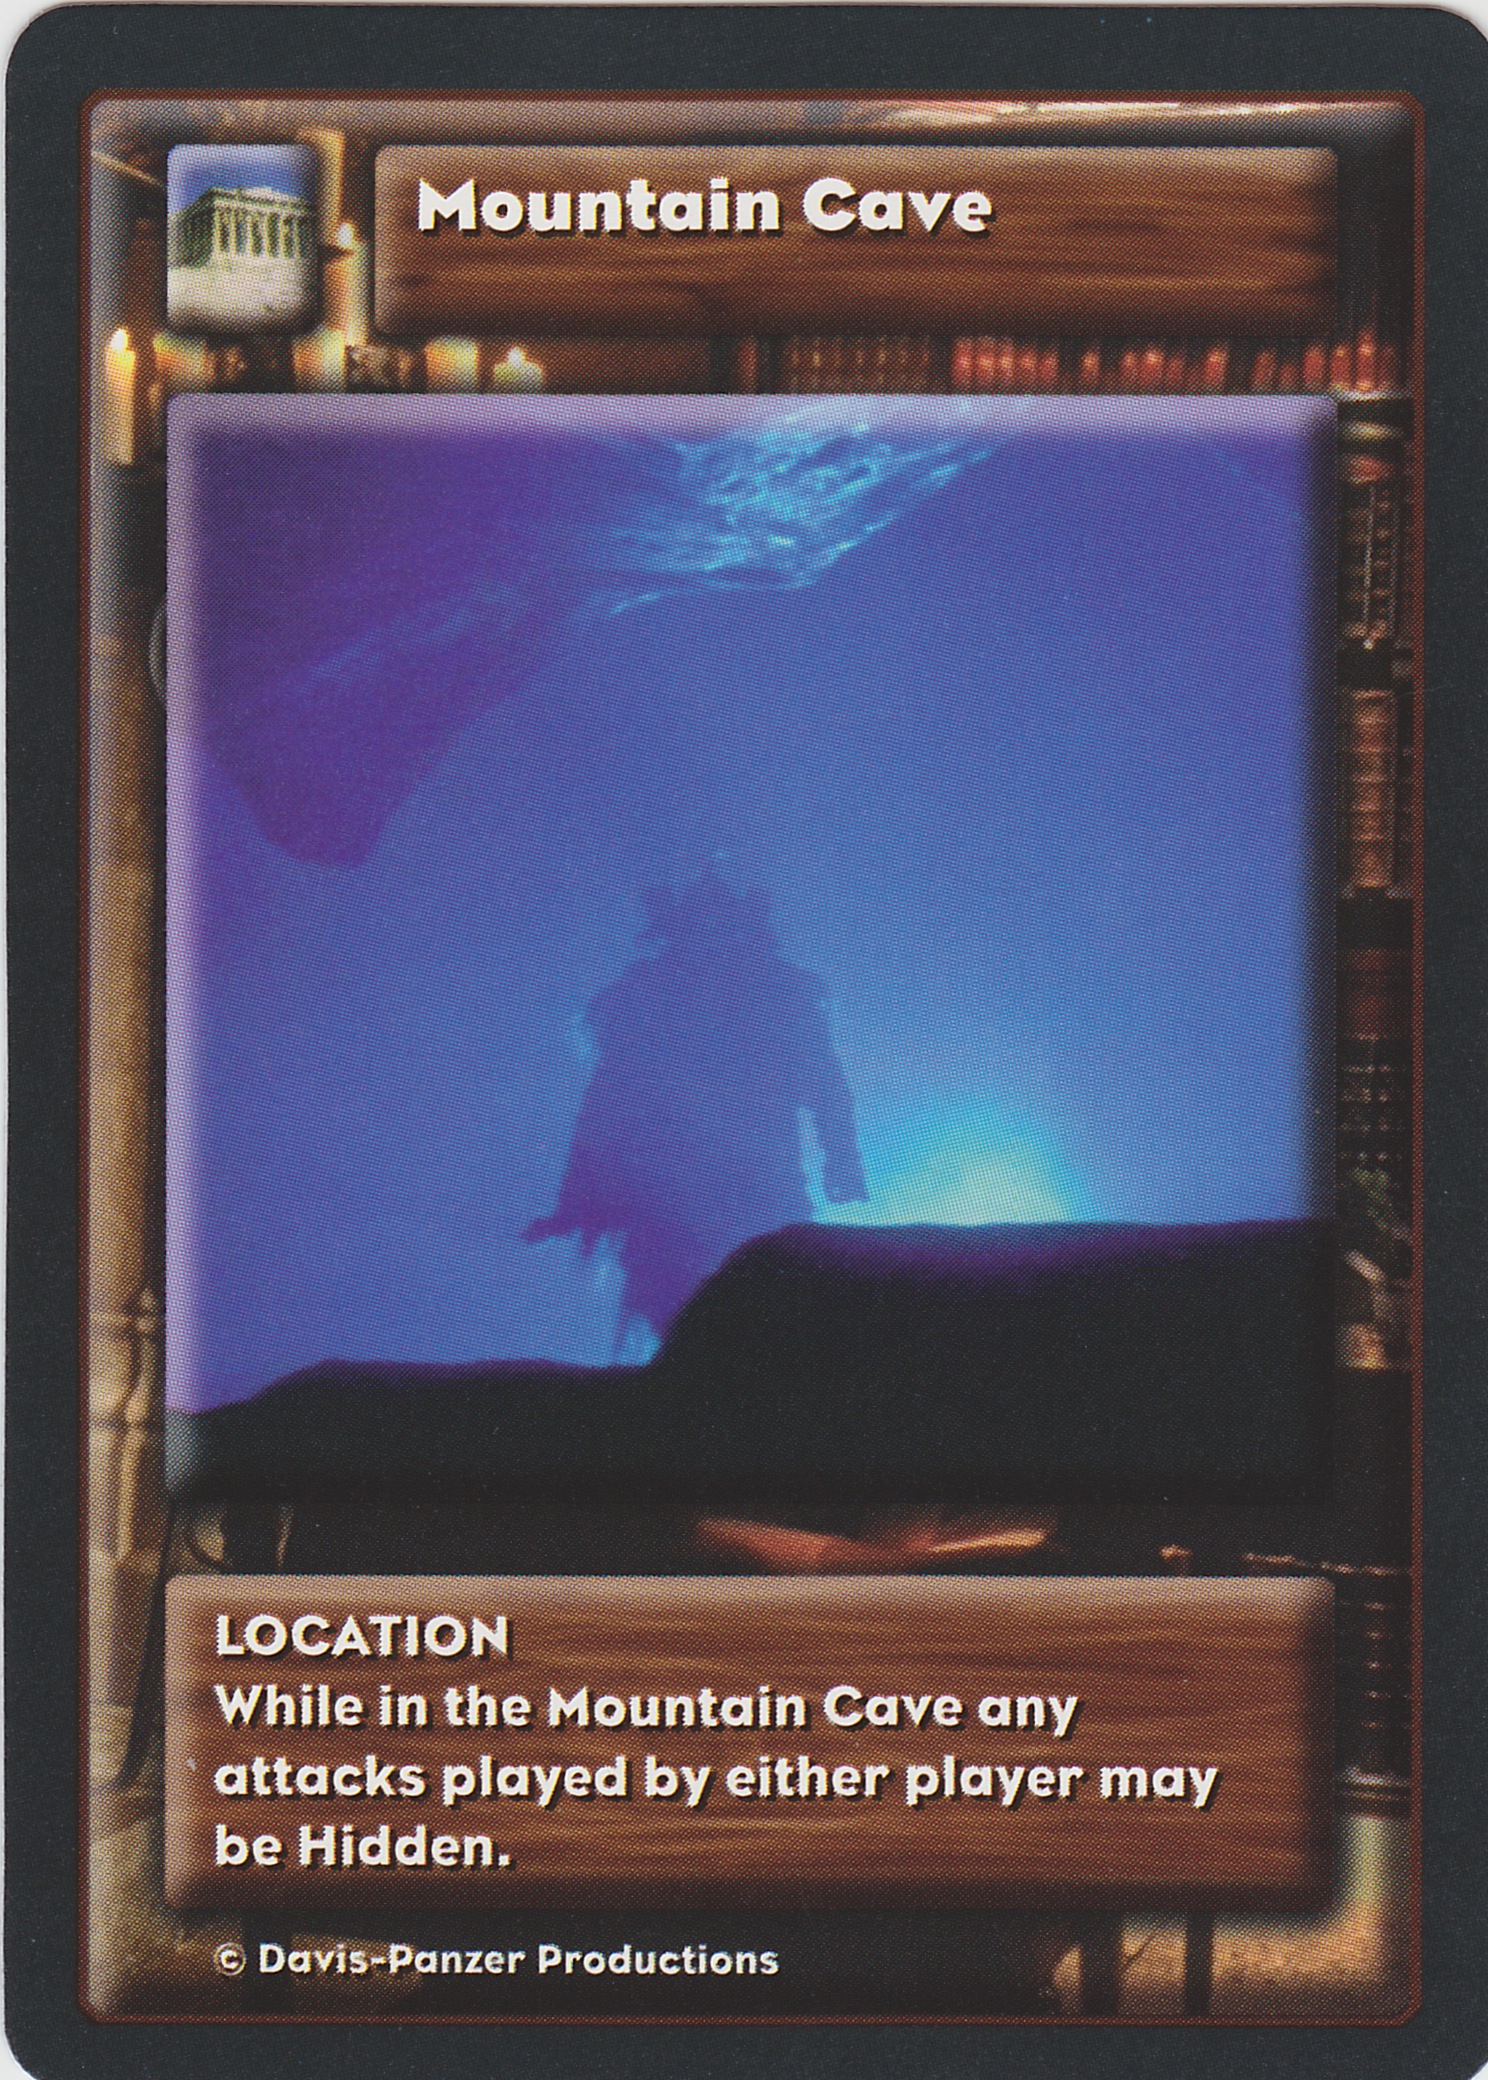 Mountain Cave
LOCATION
While in the Mountain Cave any
attacks played by either player may
be Hidden.
© Davis-Panzer Productions